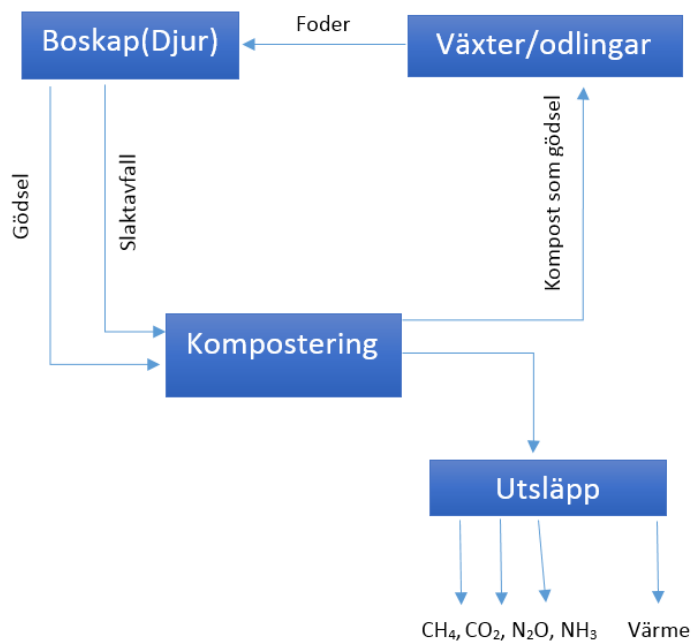 Boskap(Djur)
Foder
Växter/odlingar
Gödsel
Slaktavfall
Kompost som gödsel
Kompostering
Utsläpp
CH₄, CO₂, N₂O, NH₃ Värme